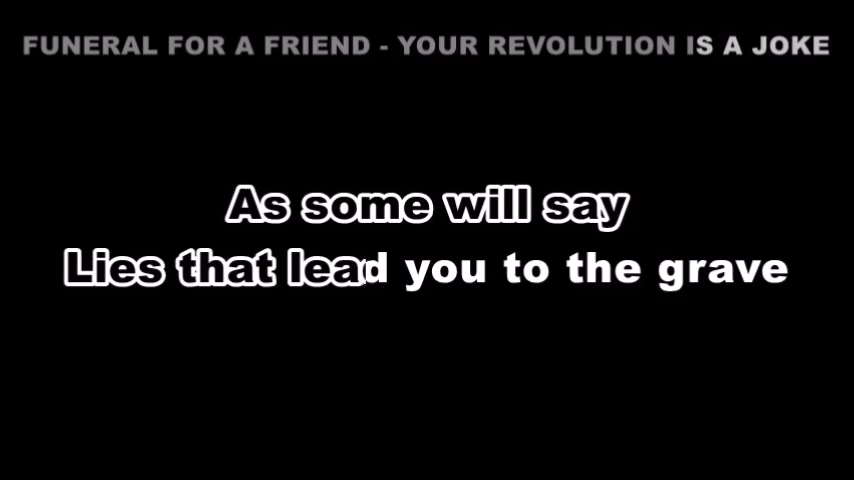 FUNERAL FOR A FRIEND - YOUR REVOLUTION IS A JOKE
As some will say
Lies that lead you to the grave